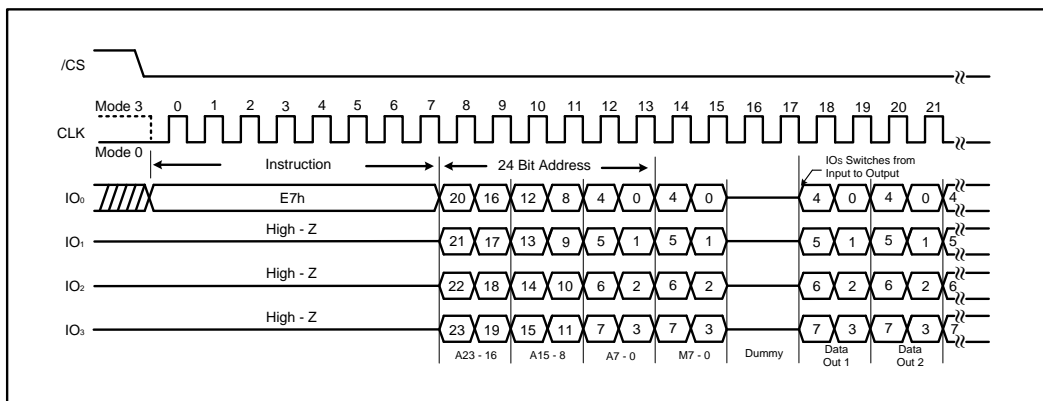 /CS
Mode 3 0 1 2 3 4 5 6 7 8 9 10 11 12 13 14 15 16 17 18 19 20 21
CLK
Mode 0
Instruction 24 Bit Address IOs Switches from
Input to Output
IO₀ E7h 20 16 12 8 4 0 4 0 4 0 4 0 4
High - Z
IO₁ 21 17 13 9 5 1 5 1 5 1 5 1 5
High - Z
IO₂ 22 18 14 10 6 2 6 2 6 2 6 2 6
High - Z
IO₃ 23 19 15 11 7 3 7 3 7 3 7 3 7
A23 - 16 A15 - 8 A7 - 0 M7 - 0 Dummy Data Data
Out 1 Out 2